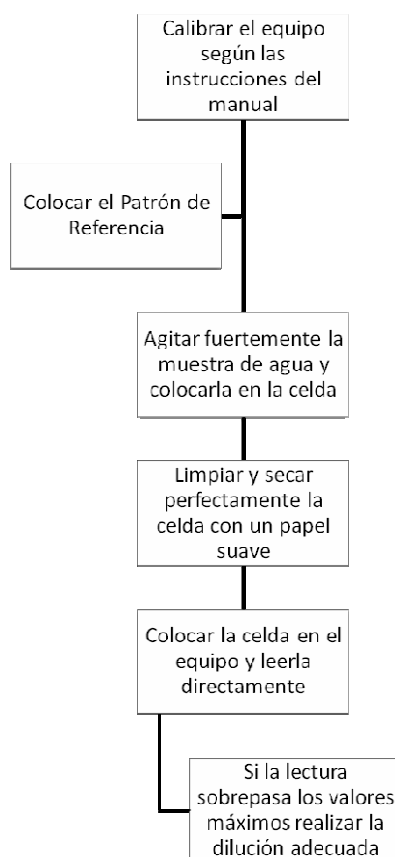 Calibrar el equipo
según las
instrucciones del
manual
Colocar el Patrón de
Referencia
Agitar fuertemente la
muestra de agua y
colocarla en la celda
Limpiar y secar
perfectamente la
celda con un papel
suave
Colocar la celda en el
equipo y leerla
directamente
Si la lectura
sobrepasa los valores
máximos realizar la
dilución adecuada